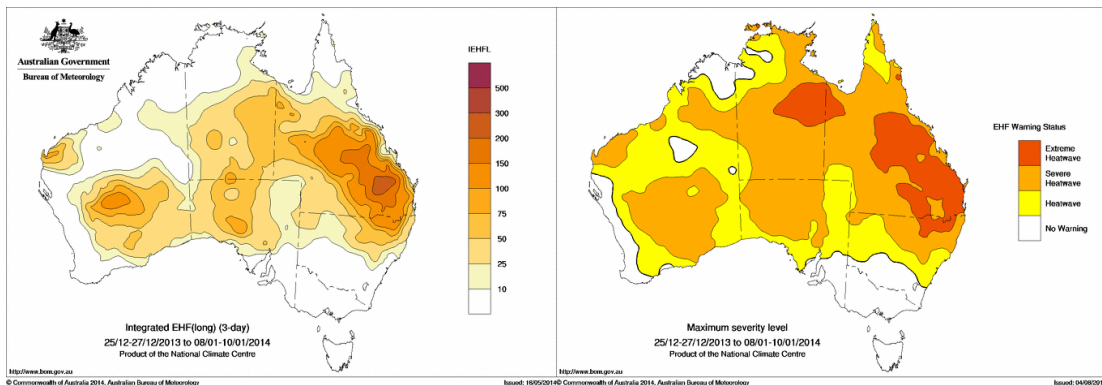 Australian Government
Bureau of Meteorology
IEHFL
500
300
200
150
100
75
50
25
10
Integrated EHF(long) (3-day)
25/12-27/12/2013 to 08/01-10/01/2014
Product of the National Climate Centre
http://www.bom.gov.au
© Commonwealth of Australia 2014, Australian Bureau of Meteorology
Issued: 16/05/2014
EHF Warning Status
Extreme
Heatwave
Severe
Heatwave
Heatwave
No Warning
Maximum severity level
25/12-27/12/2013 to 08/01-10/01/2014
Product of the National Climate Centre
http://www.bom.gov.au
© Commonwealth of Australia 2014, Australian Bureau of Meteorology
Issued: 04/08/201